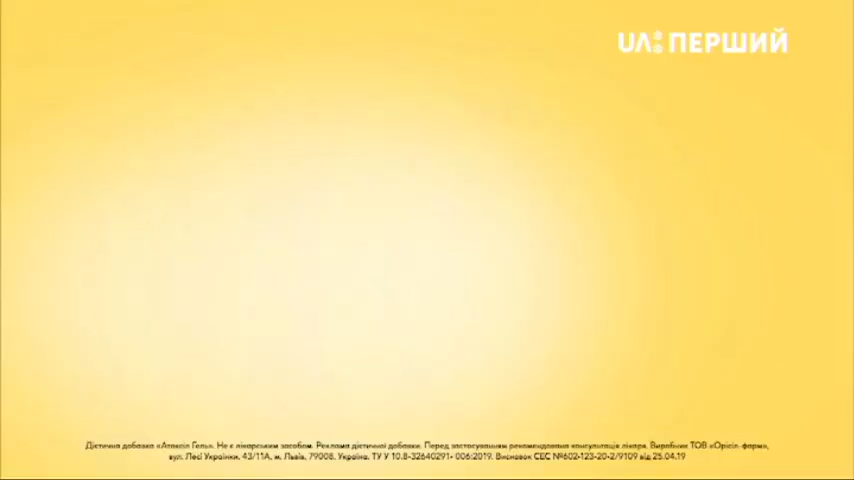 UA: ПЕРШИЙ
Дієтична добавка «Атоксіл Гель». Не є лікарським засобом. Реклама дієтичної добавки. Перед застосуванням рекомендована консультація лікаря. Виробник ТОВ «Орісіл-фарм»,
вул. Лесі Українки, 43/11А, м. Львів, 79008, Україна. ТУ У 10.8-32640291- 006:2019. Висновок СЕС №602-123-20-2/9109 від 25.04.19